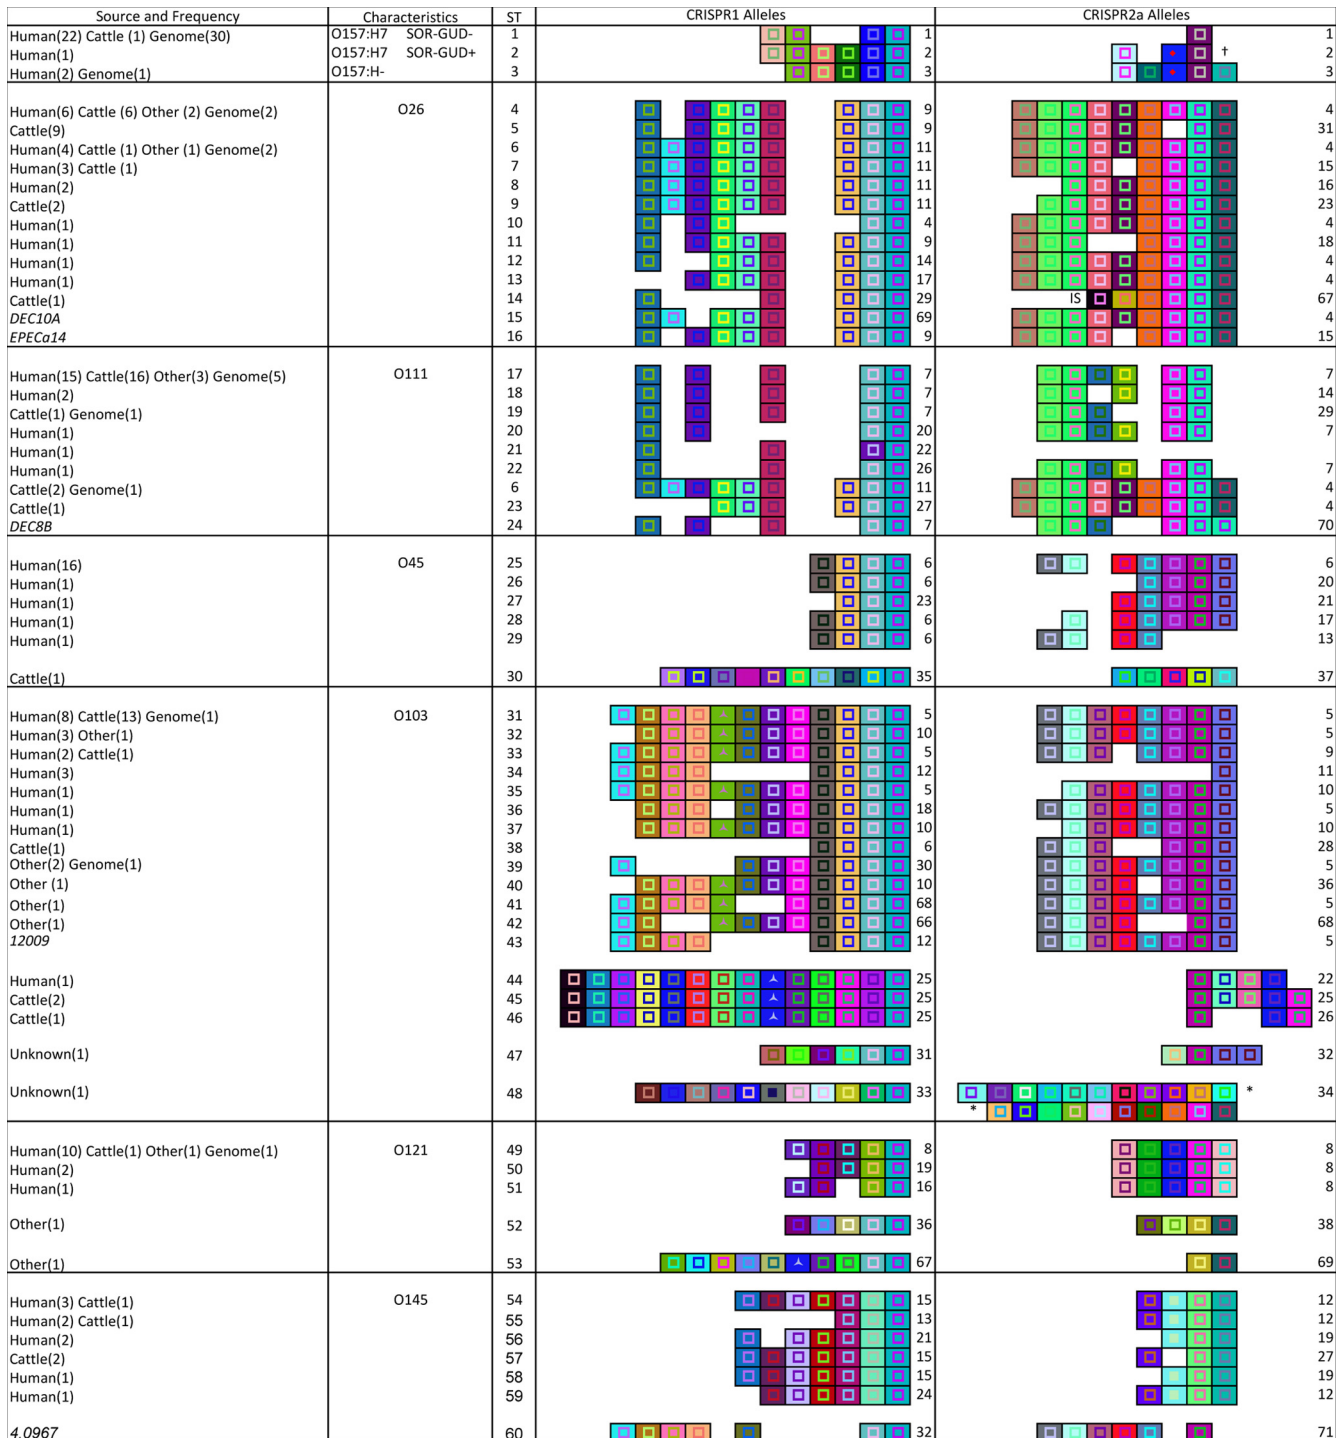 Source and Frequency Characteristics ST CRISPR1 Alleles CRISPR2a Alleles
Human(22) Cattle (1) Genome(30) O157:H7 SOR-GUD- 1 1 1
Human(1) O157:H7 SOR-GUD+ 2 2 † 2
Human(2) Genome(1) O157:H- 3 3 3
Human(6) Cattle (6) Other (2) Genome(2) O26 4 9 4
Cattle(9) 5 9 31
Human(4) Cattle (1) Other (1) Genome(2) 6 11 4
Human(3) Cattle (1) 7 11 15
Human(2) 8 11 16
Cattle(2) 9 11 23
Human(1) 10 4 4
Human(1) 11 9 18
Human(1) 12 14 4
Human(1) 13 17 4
Cattle(1) 14 29 IS 67
DEC10A 15 69 4
EPECa14 16 9 15
Human(15) Cattle(16) Other(3) Genome(5) O111 17 7 7
Human(2) 18 7 14
Cattle(1) Genome(1) 19 7 29
Human(1) 20 20 7
Human(1) 21 22
Human(1) 22 26 7
Cattle(2) Genome(1) 6 11 4
Cattle(1) 23 27 4
DEC8B 24 7 70
Human(16) O45 25 6 6
Human(1) 26 6 20
Human(1) 27 23 21
Human(1) 28 6 17
Human(1) 29 6 13
Cattle(1) 30 35 37
Human(8) Cattle(13) Genome(1) O103 31 5 5
Human(3) Other(1) 32 10 5
Human(2) Cattle(1) 33 5 9
Human(3) 34 12 11
Human(1) 35 5 10
Human(1) 36 18 5
Human(1) 37 10 10
Cattle(1) 38 6 28
Other(2) Genome(1) 39 30 5
Other (1) 40 10 36
Other(1) 41 68 5
Other(1) 42 66 68
12009 43 12 5
Human(1) 44 25 22
Cattle(2) 45 25 25
Cattle(1) 46 25 26
Unknown(1) 47 31 32
Unknown(1) 48 33 * 34
*
Human(10) Cattle(1) Other(1) Genome(1) O121 49 8 8
Human(2) 50 19 8
Human(1) 51 16 8
Other(1) 52 36 38
Other(1) 53 67 69
Human(3) Cattle(1) O145 54 15 12
Human(2) Cattle(1) 55 13 12
Human(2) 56 21 19
Cattle(2) 57 15 27
Human(1) 58 15 19
Human(1) 59 24 12
4.0967 60 32 71